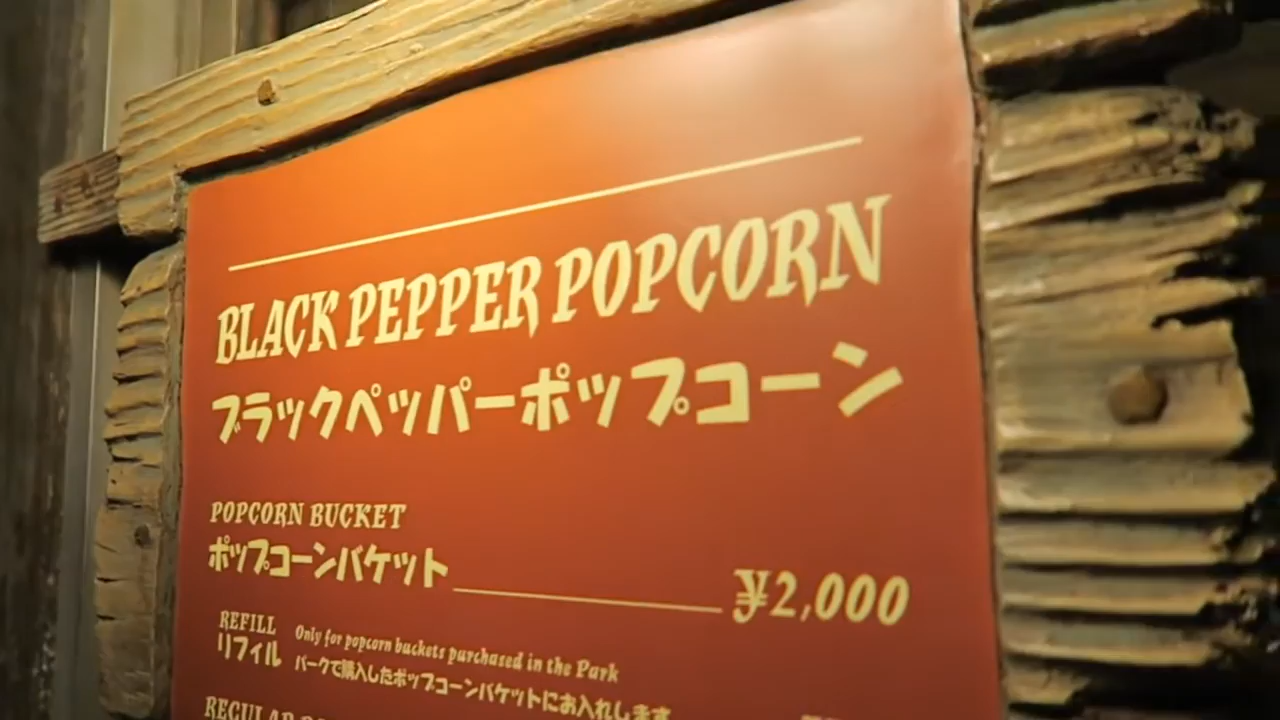 BLACK PEPPER POPCORN
ブラックペッパーポップコーン
POPCORN BUCKET
ポップコーンバケット ¥2,000
REFILL Only for popcorn buckets purchased in the Park
リフィル パークで購入したポップコーンバケットにお入れします
REGULAR